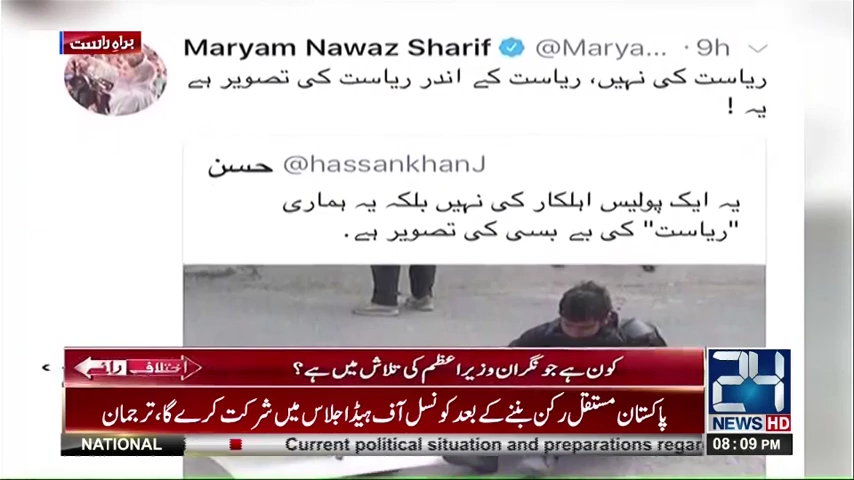 براہِ راست
Maryam Nawaz Sharif @Marya... · 9h
ریاست کی نہیں، ریاست کے اندر ریاست کی تصویر ہے
یہ !
حسن @hassankhanJ
یہ ایک پولیس اہلکار کی نہیں بلکہ یہ ہماری
"ریاست" کی بے بسی کی تصویر ہے۔
اختلاف رائے
کون ہے جو نگران وزیراعظم کی تلاش میں ہے؟
پاکستان مستقل رکن بننے کے بعد کونسل آف ہیڈ اجلاس میں شرکت کرے گا، ترجمان
24
NEWS HD
NATIONAL
Current political situation and preparations regar
08:09 PM